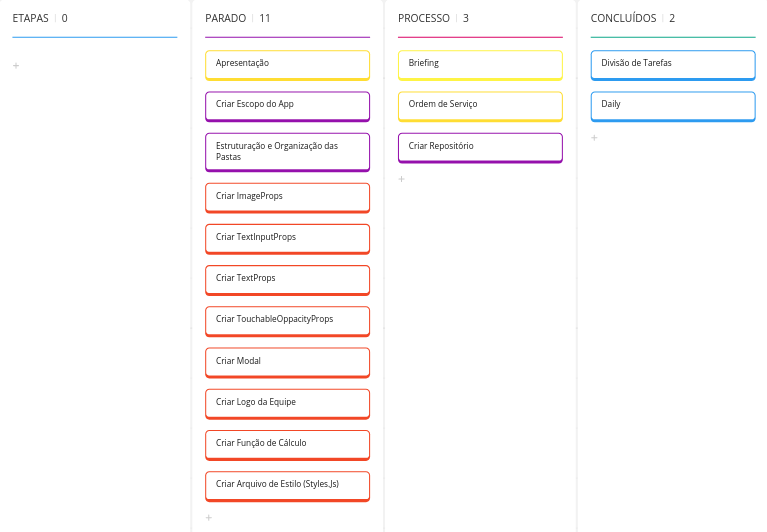 ETAPAS | 0
+
PARADO | 11
Apresentação
Criar Escopo do App
Estruturação e Organização das
Pastas
Criar ImageProps
Criar TextInputProps
Criar TextProps
Criar TouchableOppacityProps
Criar Modal
Criar Logo da Equipe
Criar Função de Cálculo
Criar Arquivo de Estilo (Styles.Js)
+
PROCESSO | 3
Briefing
Ordem de Serviço
Criar Repositório
+
CONCLUÍDOS | 2
Divisão de Tarefas
Daily
+